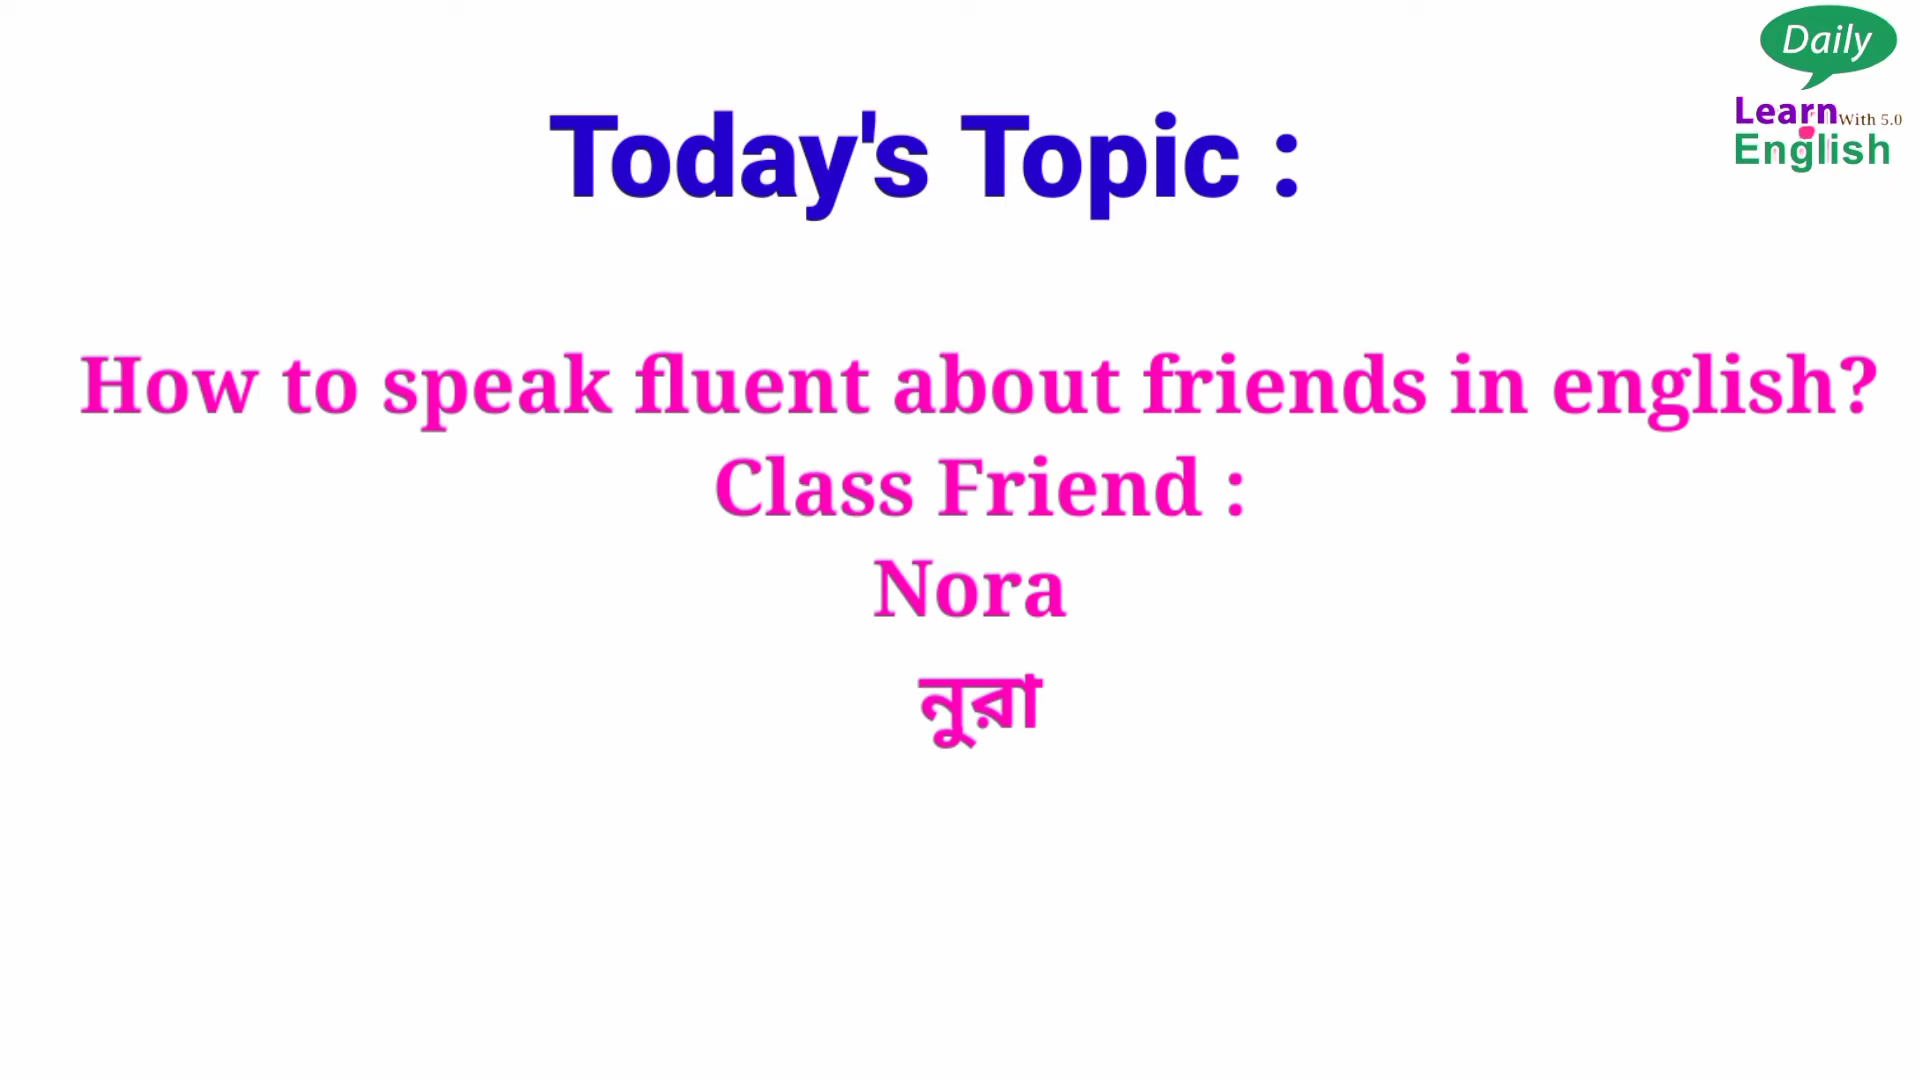 Daily
Learn With 5.0
English
Today's Topic :
How to speak fluent about friends in english?
Class Friend :
Nora
নুরা